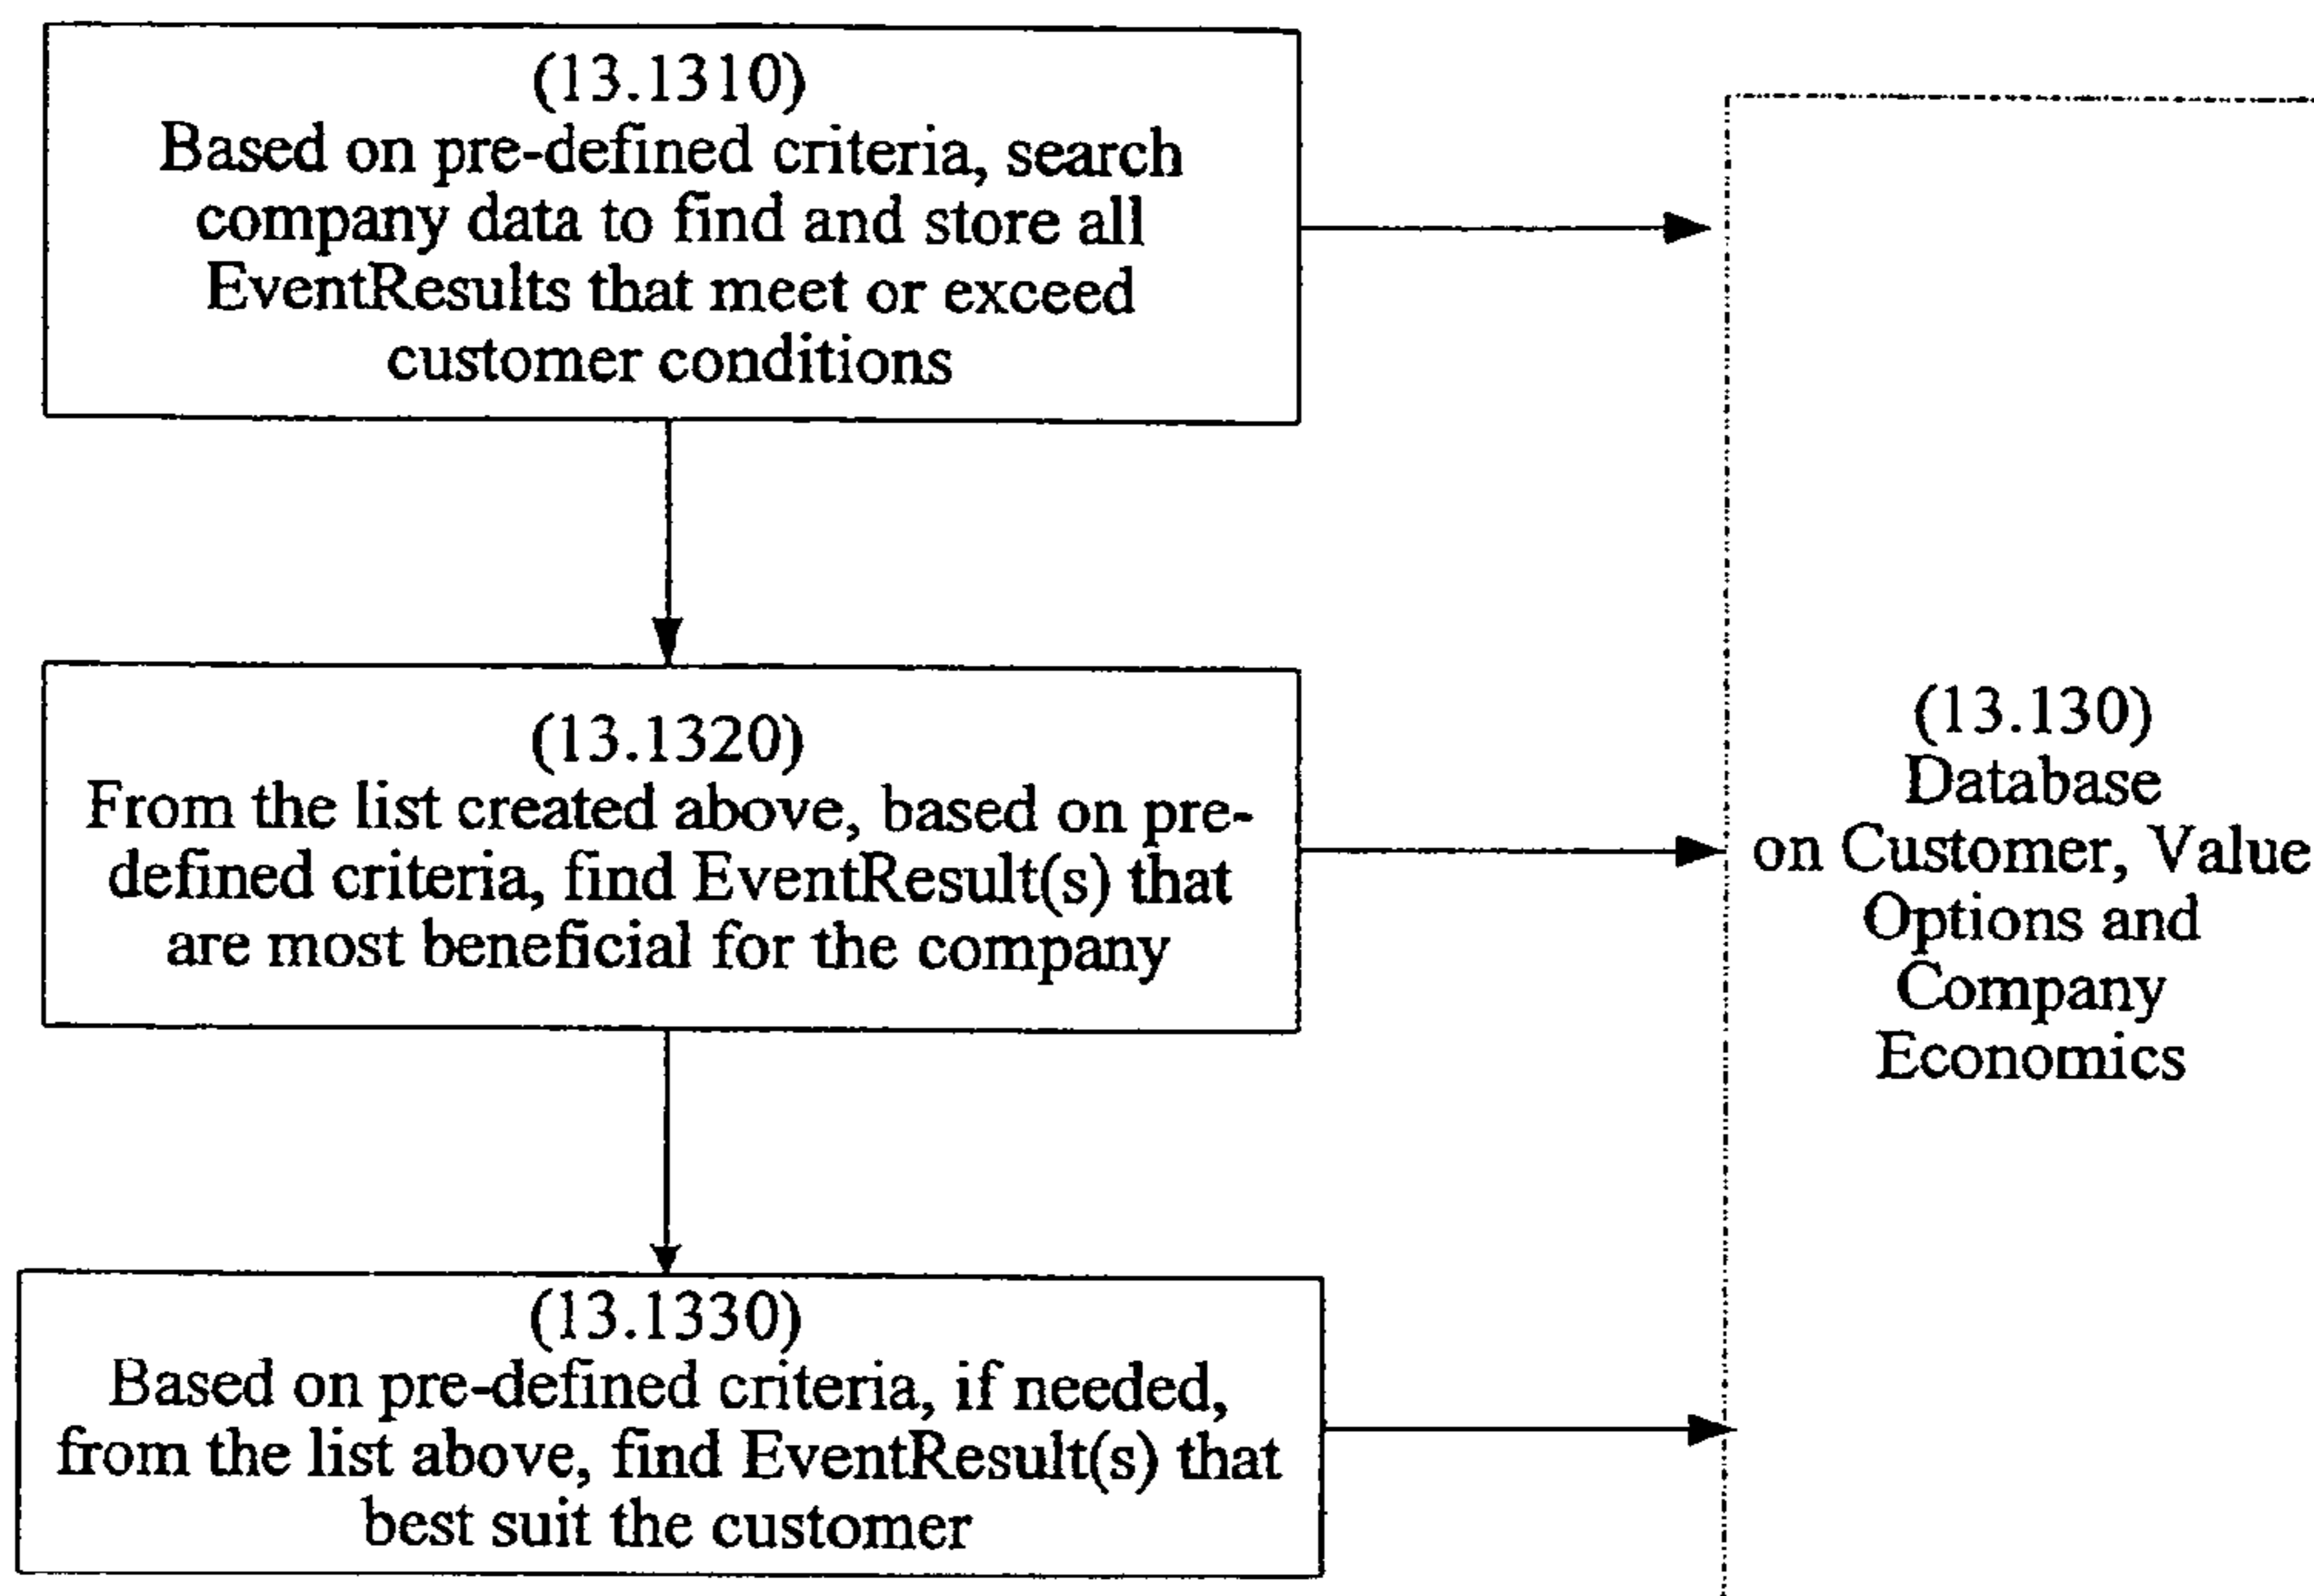 (13.1310)
Based on pre-defined criteria, search
company data to find and store all
EventResults that meet or exceed
customer conditions
(13.1320)
From the list created above, based on pre-
defined criteria, find EventResult(s) that
are most beneficial for the company
(13.130)
Database
on Customer, Value
Options and
Company
Economics
(13.1330)
Based on pre-defined criteria, if needed,
from the list above, find EventResult(s) that
best suit the customer